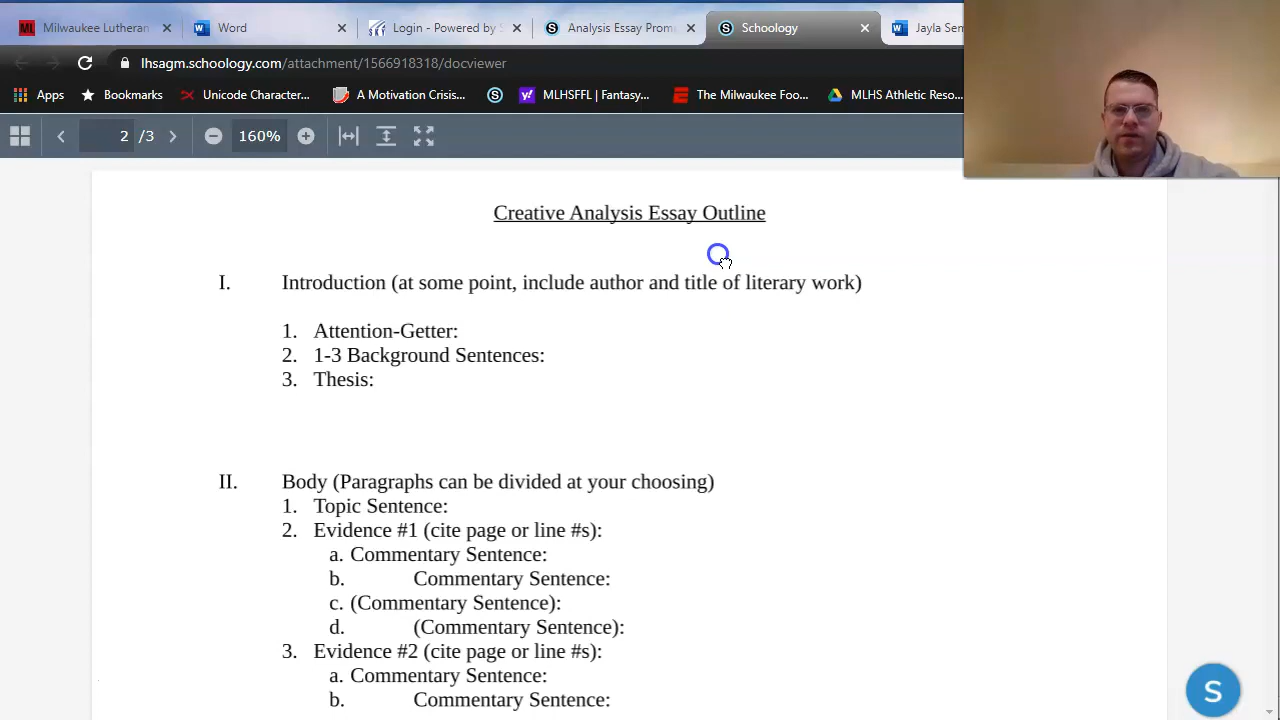 Milwaukee Lutheran
Word
Login - Powered by S
Analysis Essay Prom
Schoology
Jayla Sem
lhsagm.schoology.com/attachment/1566918318/docviewer
Apps
Bookmarks
Unicode Character...
A Motivation Crisis...
MLHSFFL | Fantasy...
The Milwaukee Foo...
MLHS Athletic Reso...
2 /3
160%
Creative Analysis Essay Outline
I. Introduction (at some point, include author and title of literary work)
1. Attention-Getter:
2. 1-3 Background Sentences:
3. Thesis:
II. Body (Paragraphs can be divided at your choosing)
1. Topic Sentence:
2. Evidence #1 (cite page or line #s):
a. Commentary Sentence:
b. Commentary Sentence:
c. (Commentary Sentence):
d. (Commentary Sentence):
3. Evidence #2 (cite page or line #s):
a. Commentary Sentence:
b. Commentary Sentence:
S